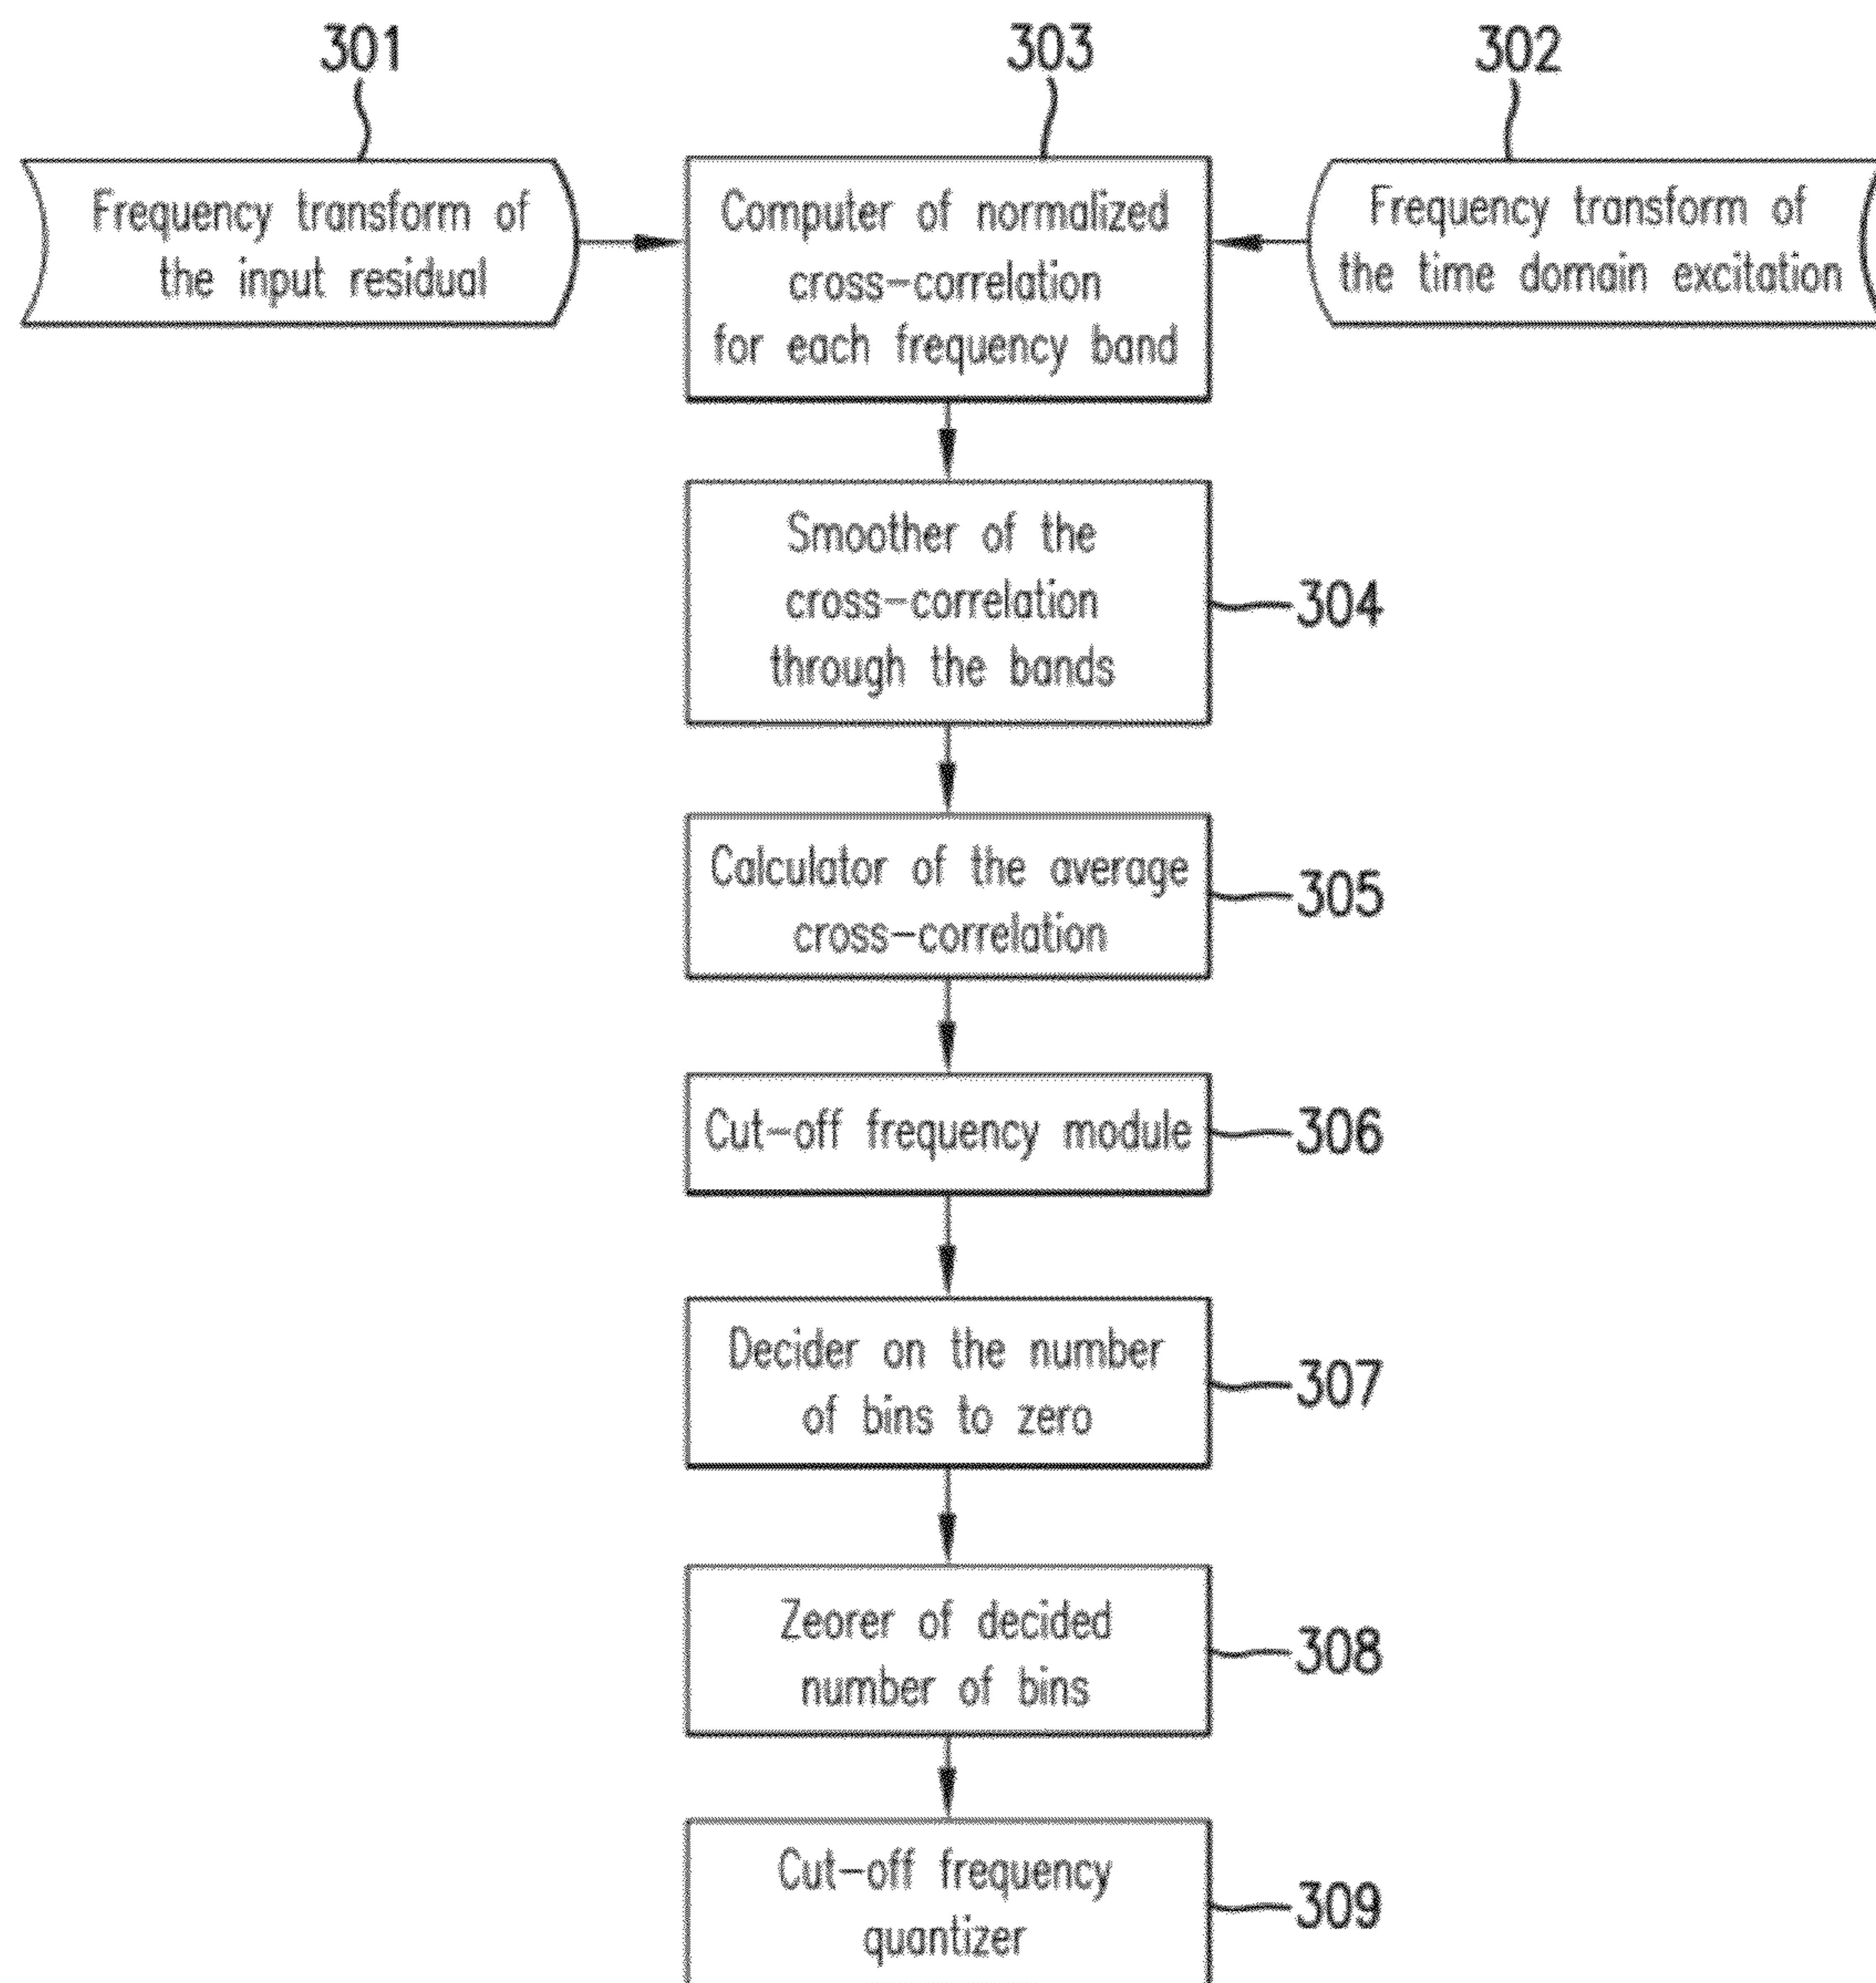 301
303
302
Frequency transform of
the input residual
Computer of normalized
cross-correlation
for each frequency band
Frequency transform of
the time domain excitation
Smoother of the
cross-correlation
through the bands
304
Calculator of the average
cross-correlation
305
Cut-off frequency module
306
Decider on the number
of bins to zero
307
Zeorer of decided
number of bins
308
Cut-off frequency
quantizer
309